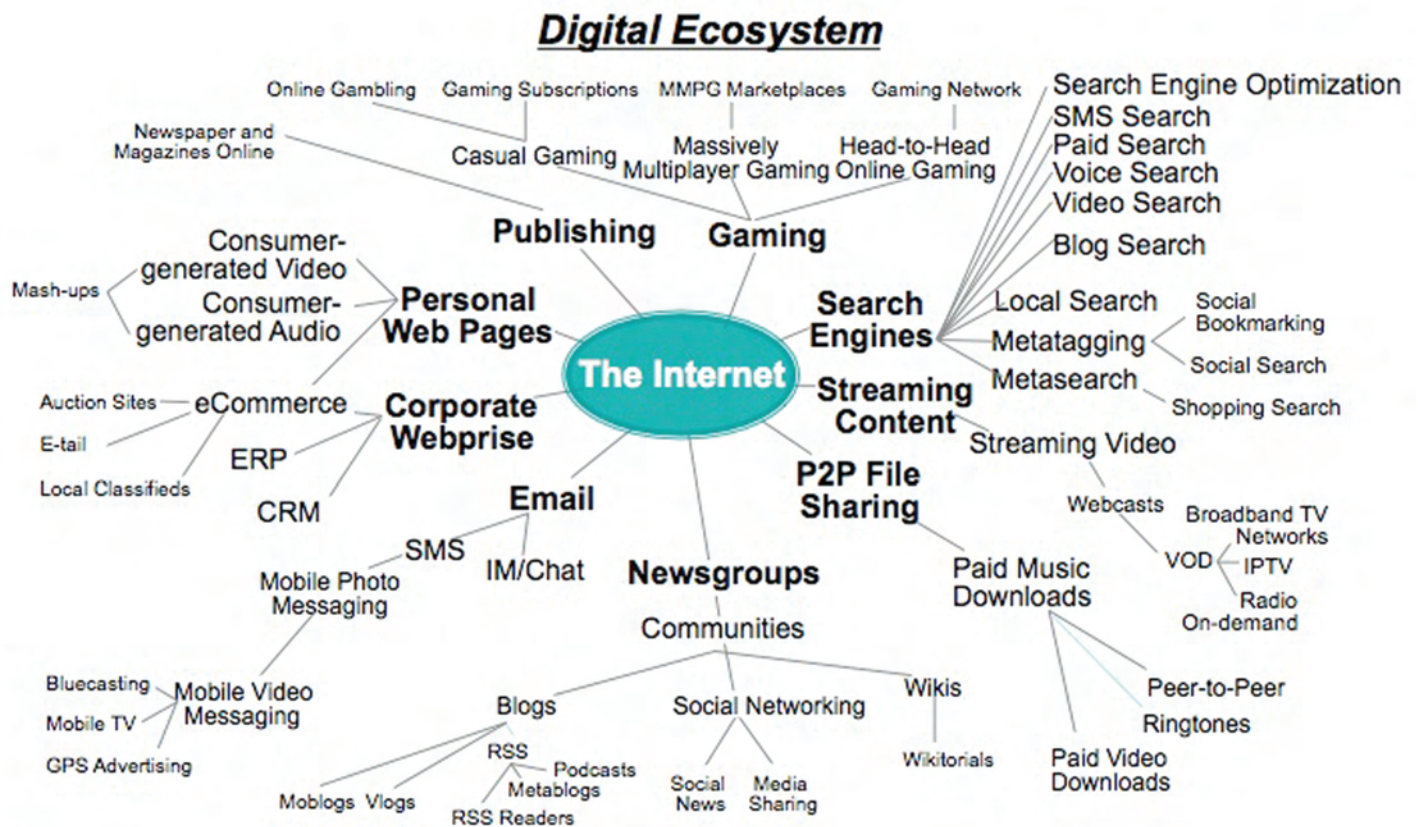 Digital Ecosystem
Online Gambling
Gaming Subscriptions
MMPG Marketplaces
Gaming Network
Newspaper and
Magazines Online
Casual Gaming
Massively
Multiplayer Gaming
Head-to-Head
Online Gaming
Search Engine Optimization
SMS Search
Paid Search
Voice Search
Video Search
Blog Search
Publishing
Gaming
Consumer-
generated Video
Mash-ups
Consumer-
generated Audio
Personal
Web Pages
Search
Engines
Local Search
Metatagging
Metasearch
Social
Bookmarking
Social Search
Shopping Search
The Internet
Streaming
Content
Streaming Video
Auction Sites
eCommerce
E-tail
Local Classifieds
Corporate
Webprise
ERP
CRM
P2P File
Sharing
Webcasts
Broadband TV
Networks
VOD
IPTV
Radio
On-demand
Email
SMS
IM/Chat
Mobile Photo
Messaging
Newsgroups
Communities
Paid Music
Downloads
Bluecasting
Mobile Video
Messaging
Mobile TV
GPS Advertising
Blogs
Social Networking
Wikis
Peer-to-Peer
Ringtones
Paid Video
Downloads
RSS
Podcasts
Metablogs
RSS Readers
Moblogs
Vlogs
Social
News
Media
Sharing
Wikitorials